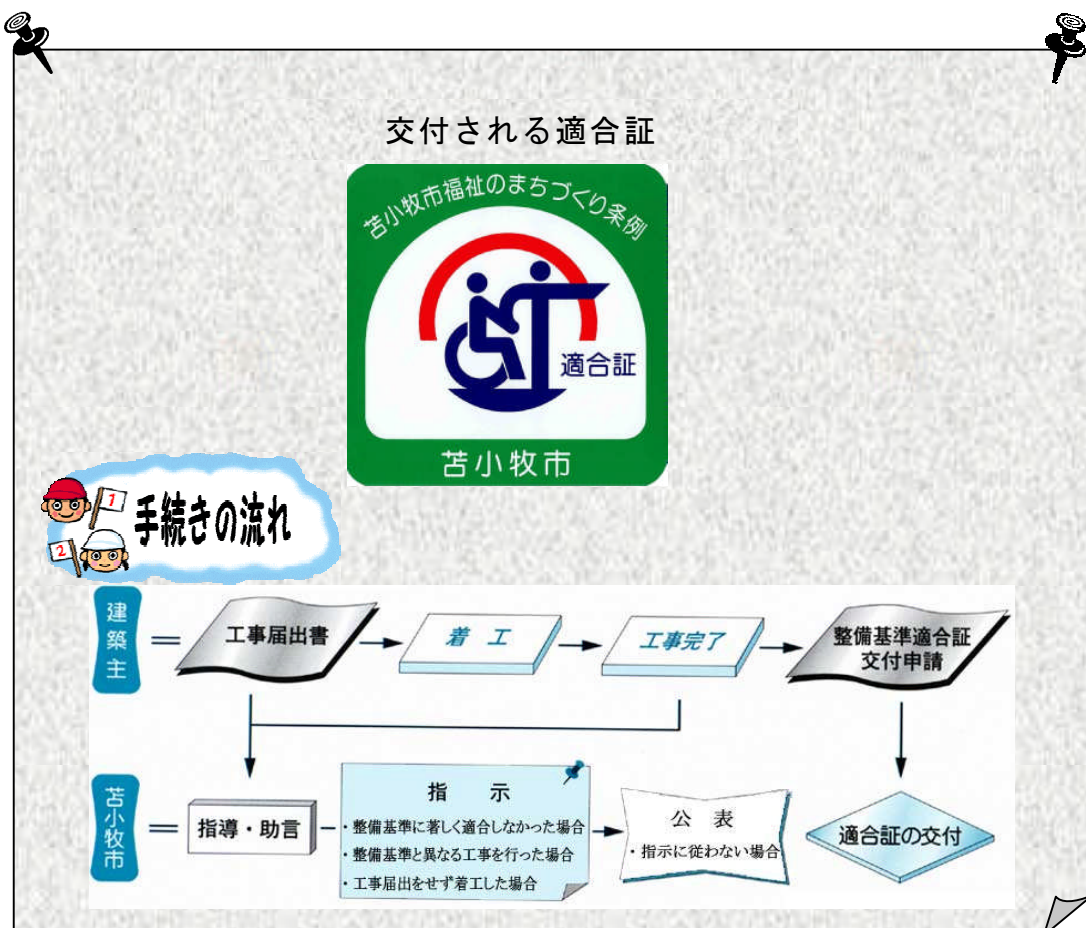 交付される適合証
苫小牧市福祉のまちづくり条例
適合証
苫小牧市
1
2
手続きの流れ
建築主
工事届出書
着工
工事完了
整備基準適合証
交付申請
苫小牧市
指導・助言
指示
・整備基準に著しく適合しなかった場合
・整備基準と異なる工事を行った場合
・工事届出をせず着工した場合
公表
・指示に従わない場合
適合証の交付